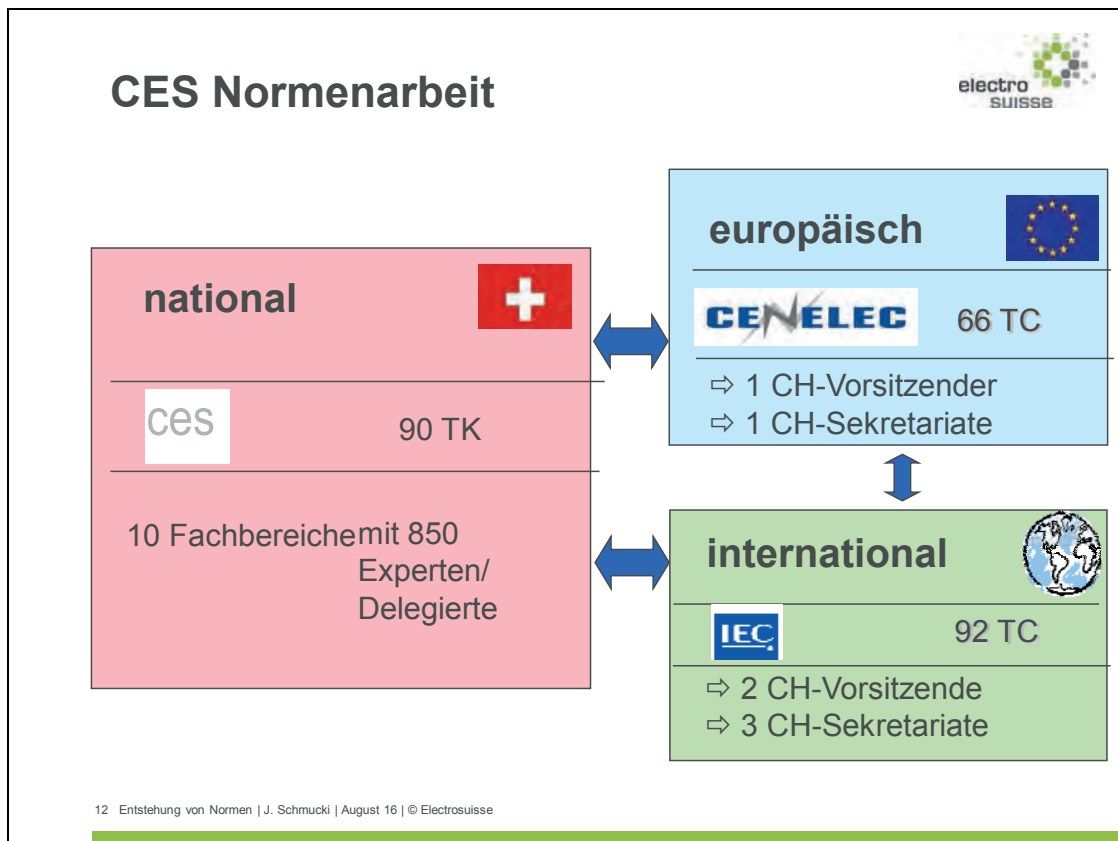 CES Normenarbeit
electro
suisse
national
ces
90 TK
10 Fachbereiche mit 850
Experten/
Delegierte
europäisch
CENELEC 66 TC
⇨ 1 CH-Vorsitzender
⇨ 1 CH-Sekretariate
international
IEC 92 TC
⇨ 2 CH-Vorsitzende
⇨ 3 CH-Sekretariate
12 Entstehung von Normen | J. Schmucki | August 16 | © Electrosuisse